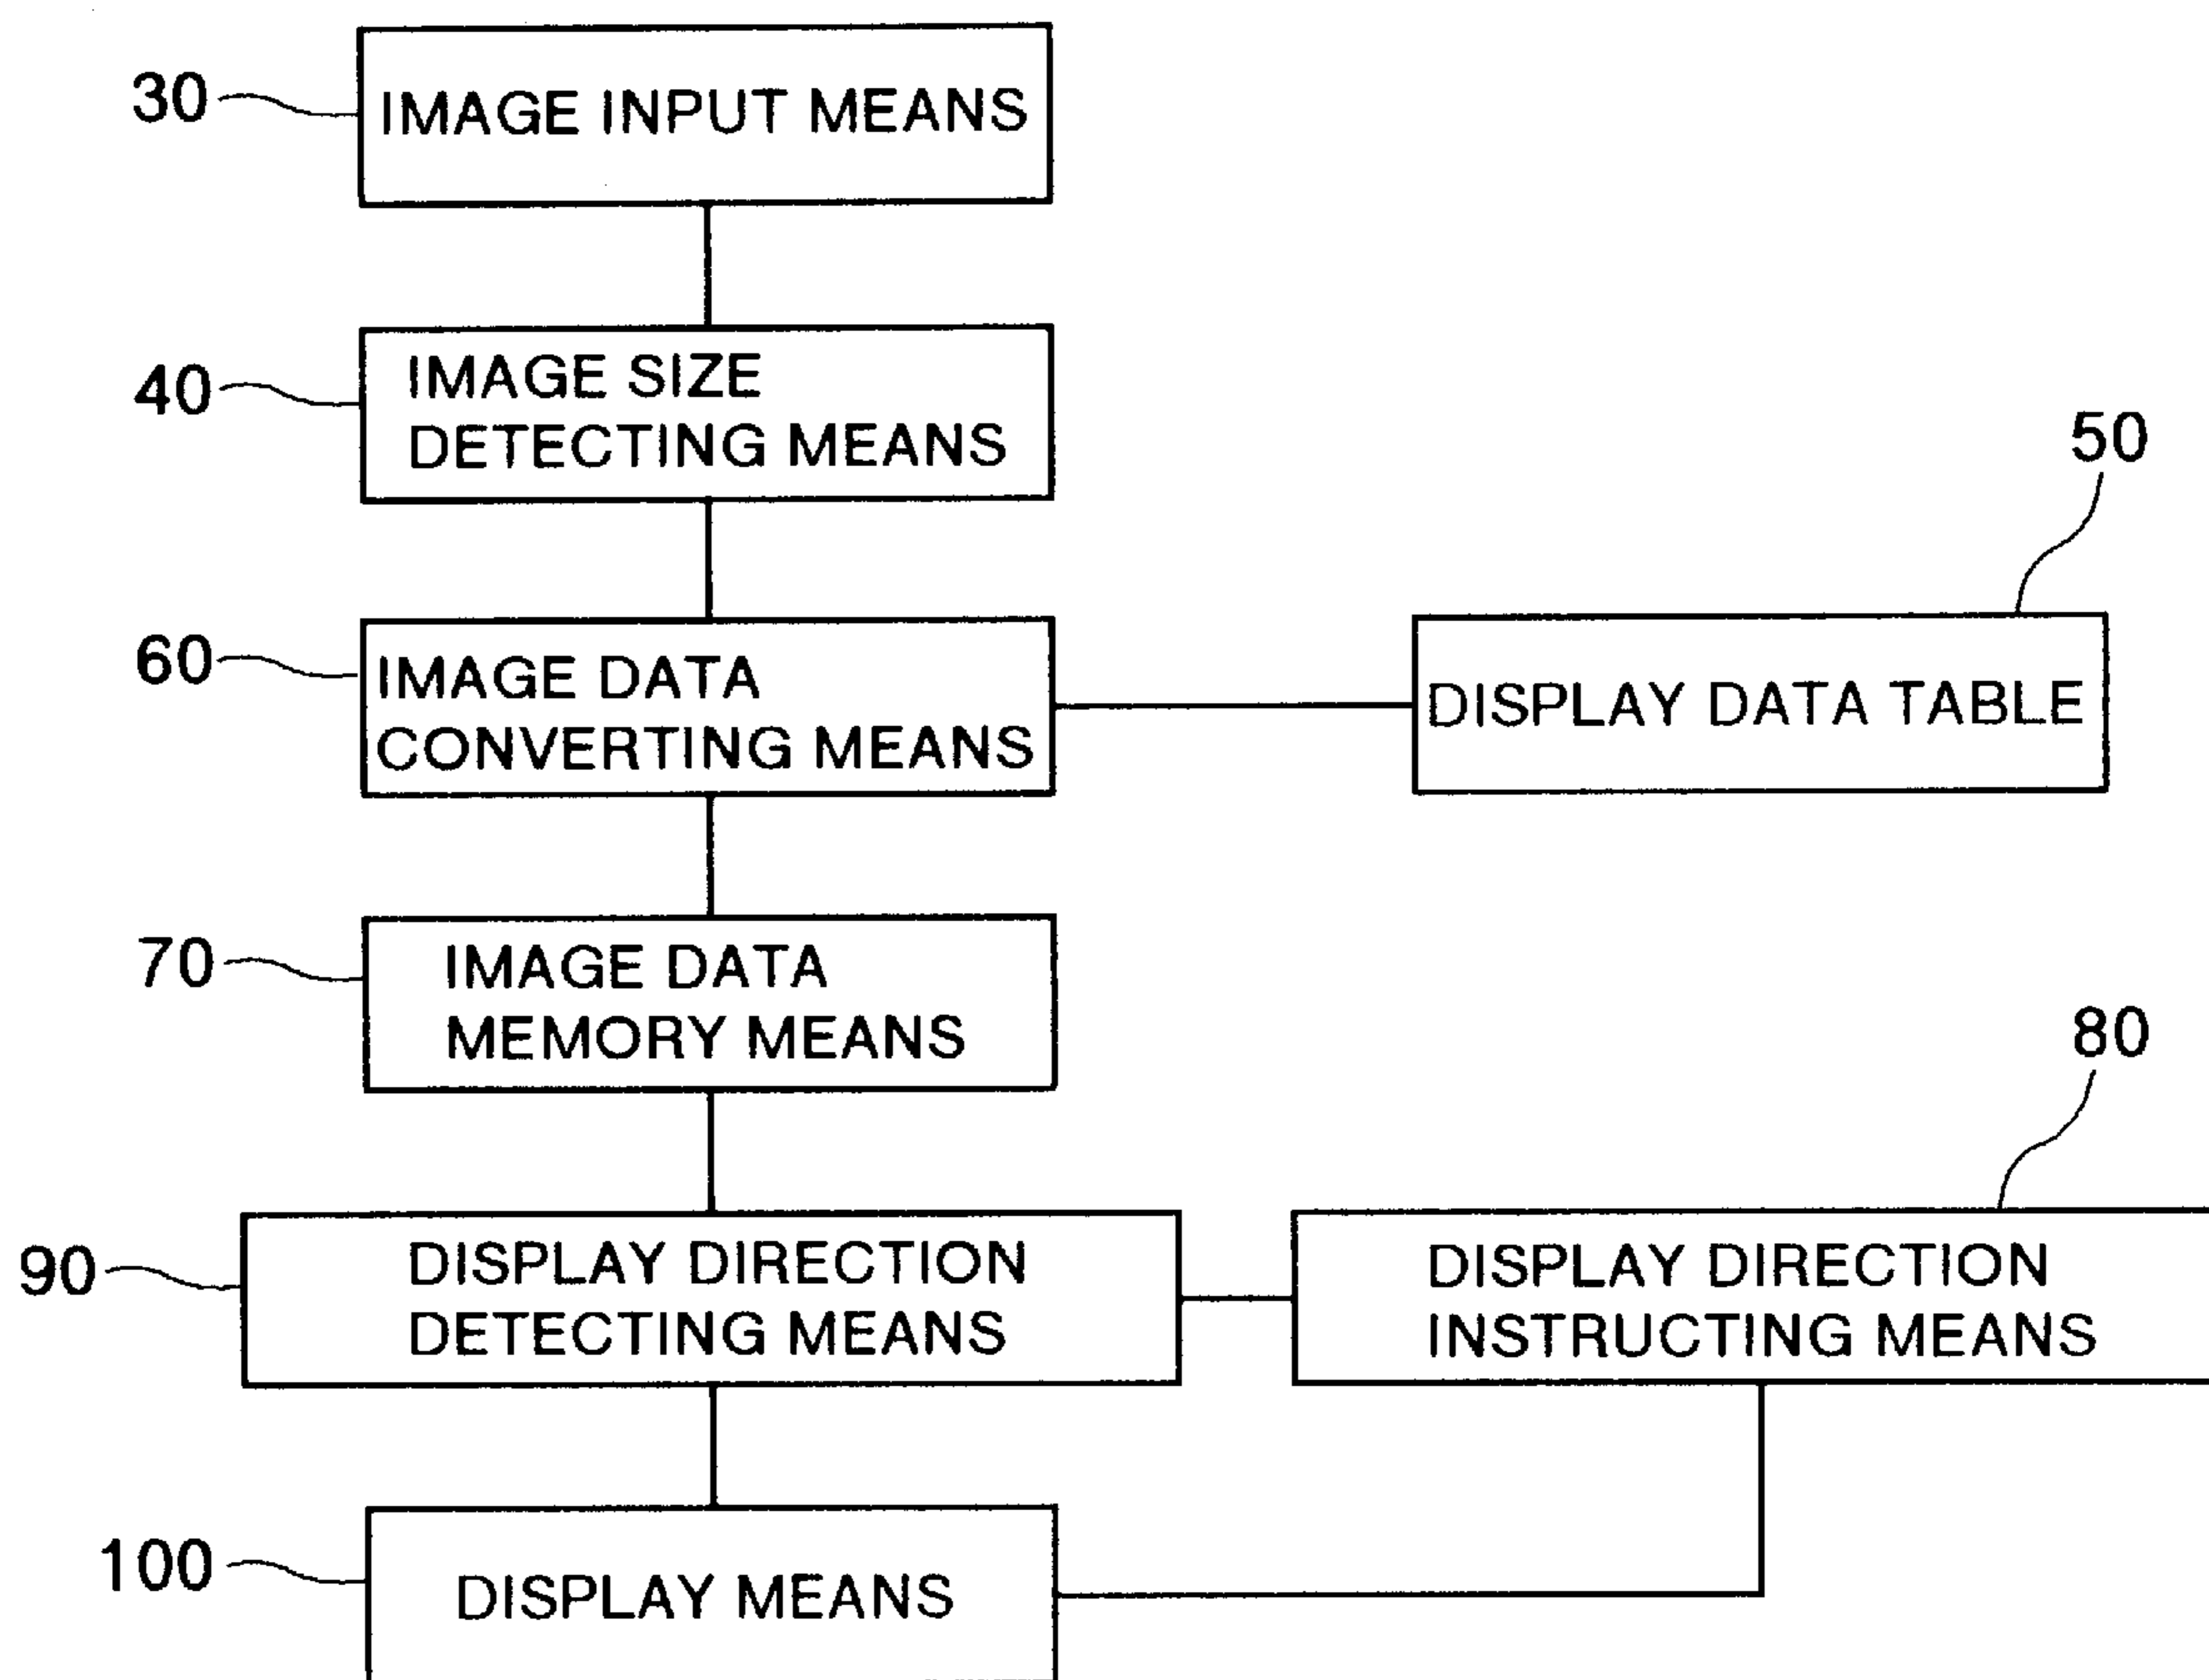 30
IMAGE INPUT MEANS
40
IMAGE SIZE
DETECTING MEANS
50
60
IMAGE DATA
CONVERTING MEANS
DISPLAY DATA TABLE
70
IMAGE DATA
MEMORY MEANS
80
90
DISPLAY DIRECTION
DETECTING MEANS
DISPLAY DIRECTION
INSTRUCTING MEANS
100
DISPLAY MEANS